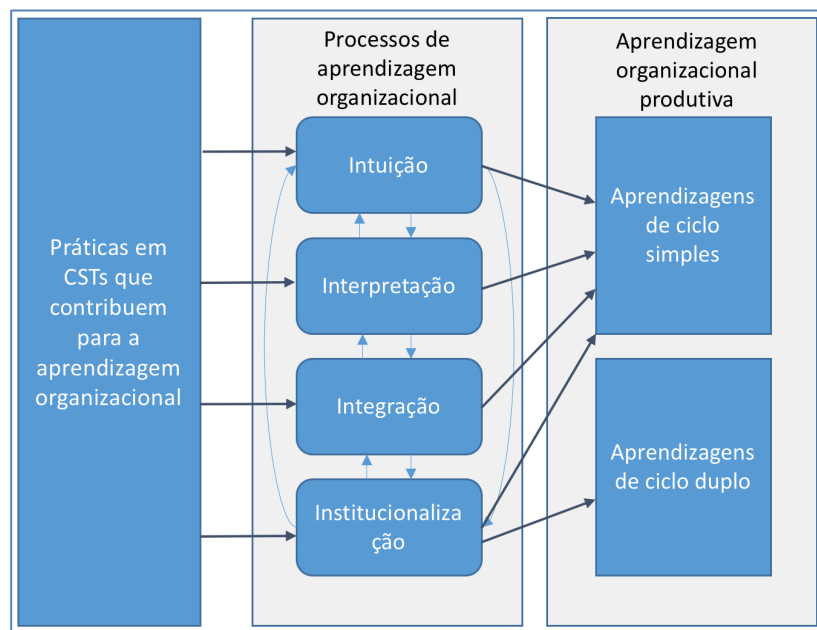 Práticas em
CSTs que
contribuem
para a
aprendizagem
organizacional
Processos de
aprendizagem
organizacional
Intuição
Interpretação
Integração
Institucionaliza
ção
Aprendizagem
organizacional
produtiva
Aprendizagens
de ciclo
simples
Aprendizagens
de ciclo duplo